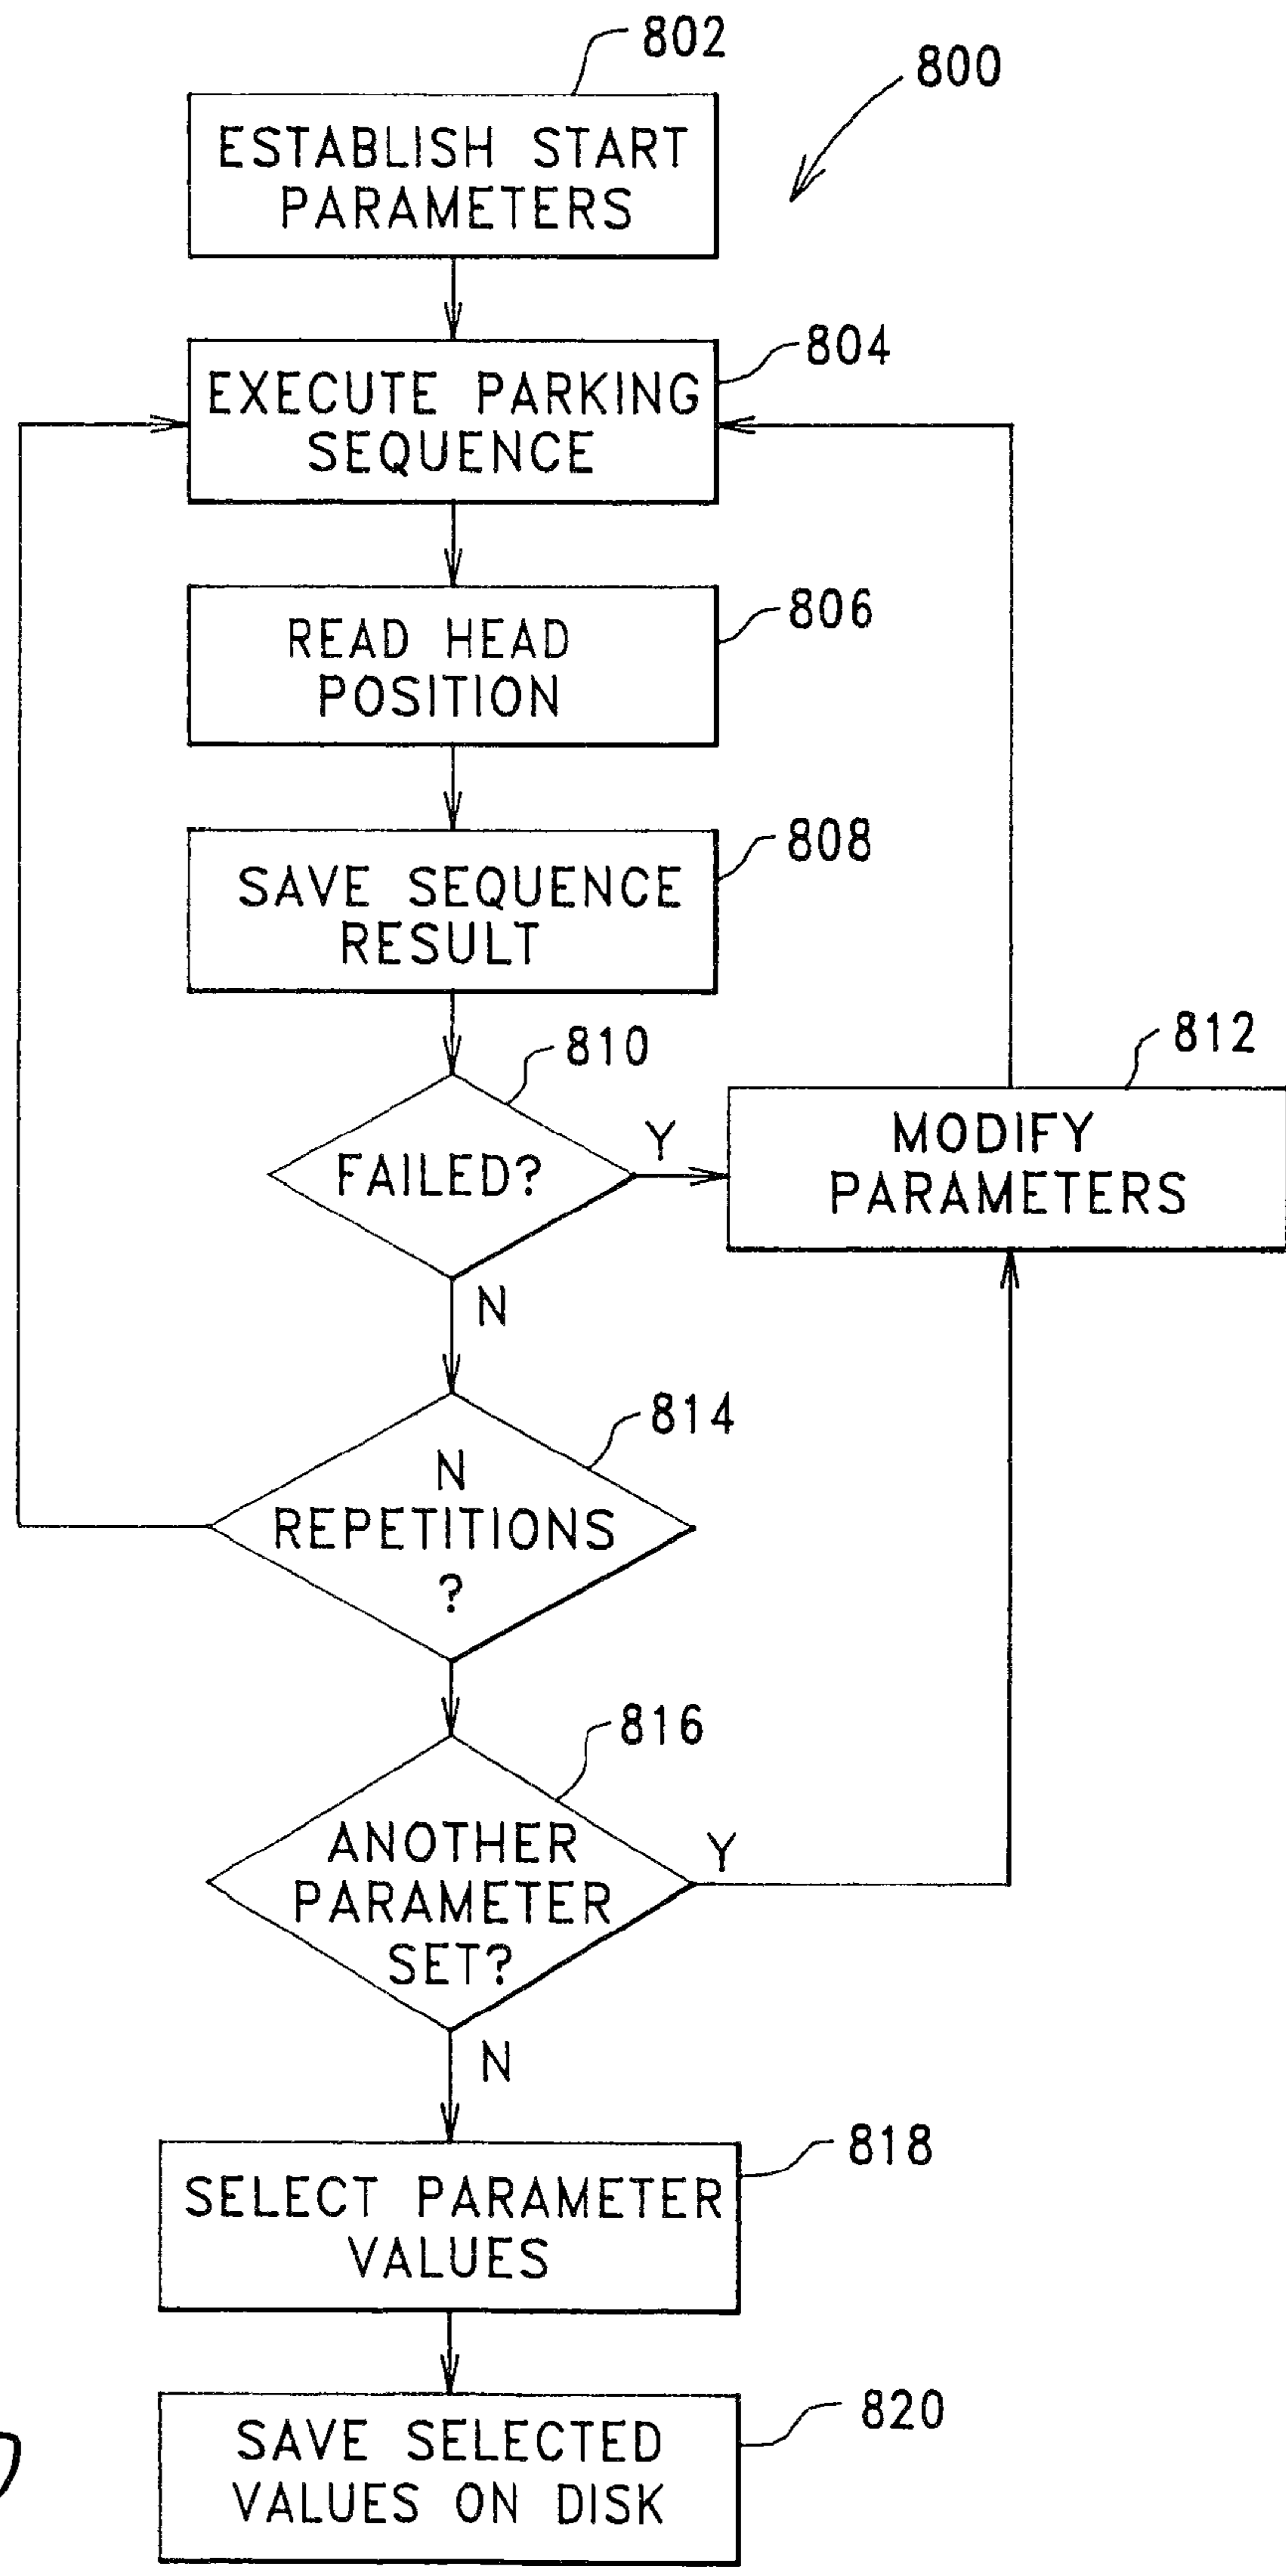 802
800
ESTABLISH START
PARAMETERS
804
EXECUTE PARKING
SEQUENCE
806
READ HEAD
POSITION
808
SAVE SEQUENCE
RESULT
810
FAILED?
Y
812
MODIFY
PARAMETERS
N
814
N
REPETITIONS
?
816
ANOTHER
PARAMETER
SET?
Y
N
818
SELECT PARAMETER
VALUES
820
SAVE SELECTED
VALUES ON DISK